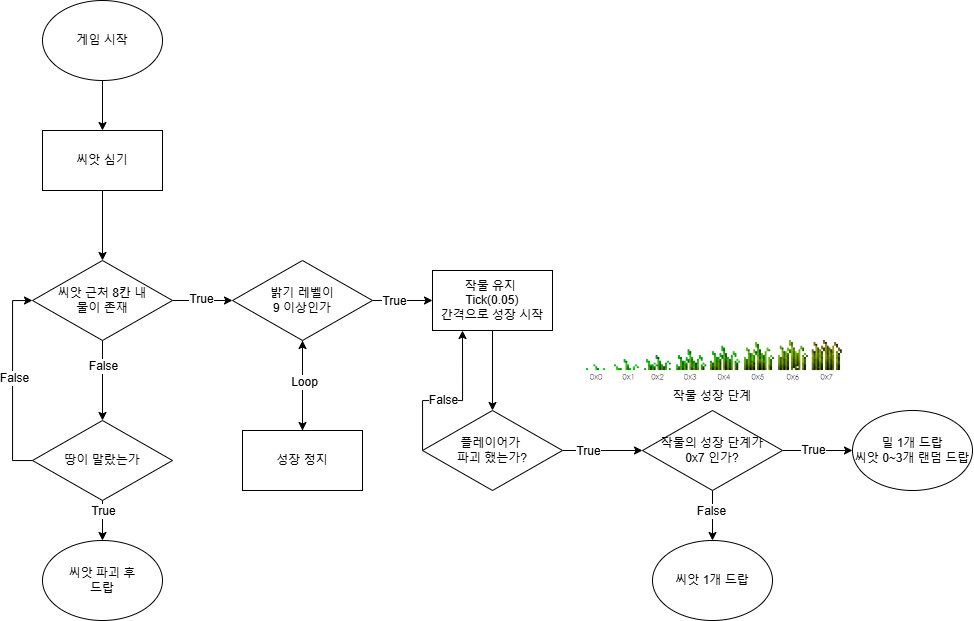 게임 시작
씨앗 심기
씨앗 근처 8칸 내
물이 존재
True
밝기 레벨이
9 이상인가
True
작물 유지
Tick(0.05)
간격으로 성장 시작
False
False
Loop
False
0x0 0x1 0x2 0x3 0x4 0x5 0x6 0x7
작물 성장 단계
땅이 말랐는가
성장 정지
플레이어가
파괴 했는가?
True
작물의 성장 단계가
0x7 인가?
True
밀 1개 드랍
씨앗 0~3개 랜덤 드랍
True
False
씨앗 파괴 후
드랍
씨앗 1개 드랍